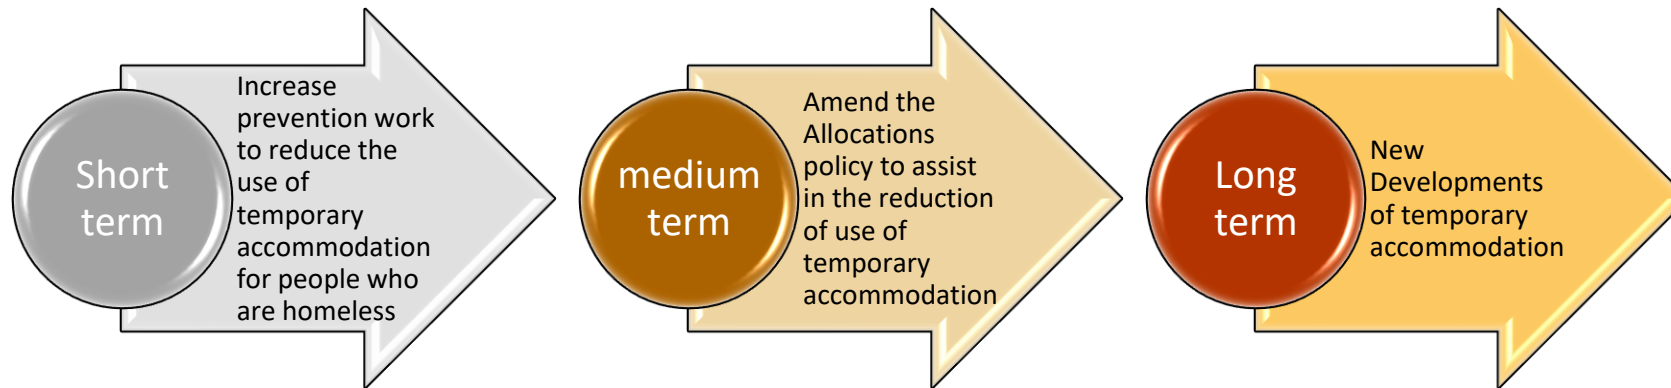 Short
term
Increase
prevention work
to reduce the
use of
temporary
accommodation
for people who
are homeless
medium
term
Amend the
Allocations
policy to assist
in the reduction
of use of
temporary
accommodation
Long
term
New
Developments
of temporary
accommodation